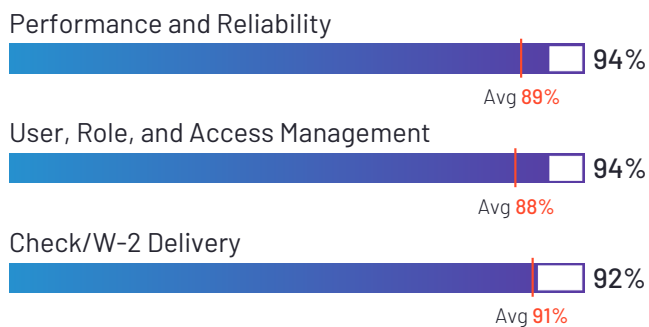 Performance and Reliability
94%
Avg 89%
User, Role, and Access Management
94%
Avg 88%
Check/W-2 Delivery
92%
Avg 91%